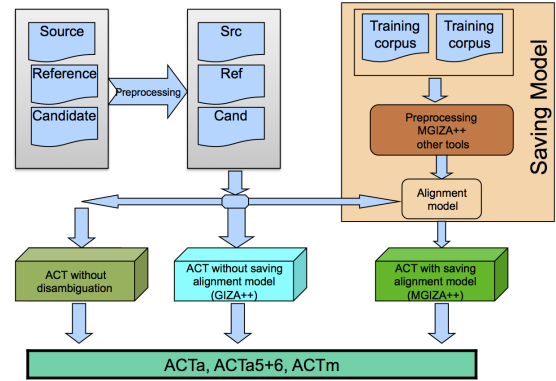 Source
Reference
Candidate
Preprocessing
Src
Ref
Cand
Training
corpus
Training
corpus
Preprocessing
MGIZA++
other tools
Alignment
model
Saving Model
ACT without
disambiguation
ACT without saving
alignment model
(GIZA++)
ACT with saving
alignment model
(MGIZA++)
ACTa, ACTa5+6, ACTm